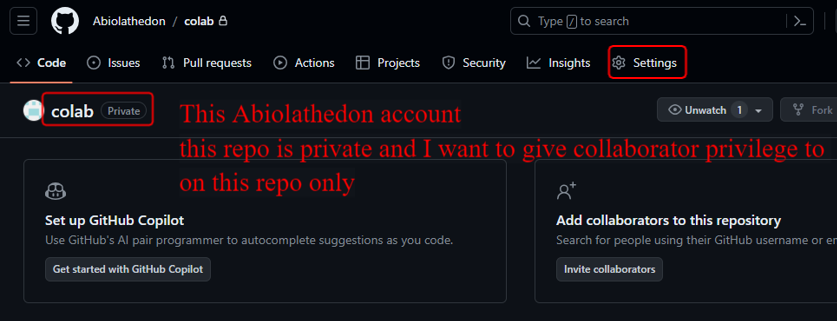 Abiolathedon / colab
Type / to search
Code Issues Pull requests Actions Projects Security Insights Settings
colab Private
Unwatch 1 Fork
This Abiolathedon account
this repo is private and I want to give collaborator privilege to
on this repo only
Set up GitHub Copilot
Use GitHub's AI pair programmer to autocomplete suggestions as you code.
Get started with GitHub Copilot
Add collaborators to this repository
Search for people using their GitHub username or
Invite collaborators